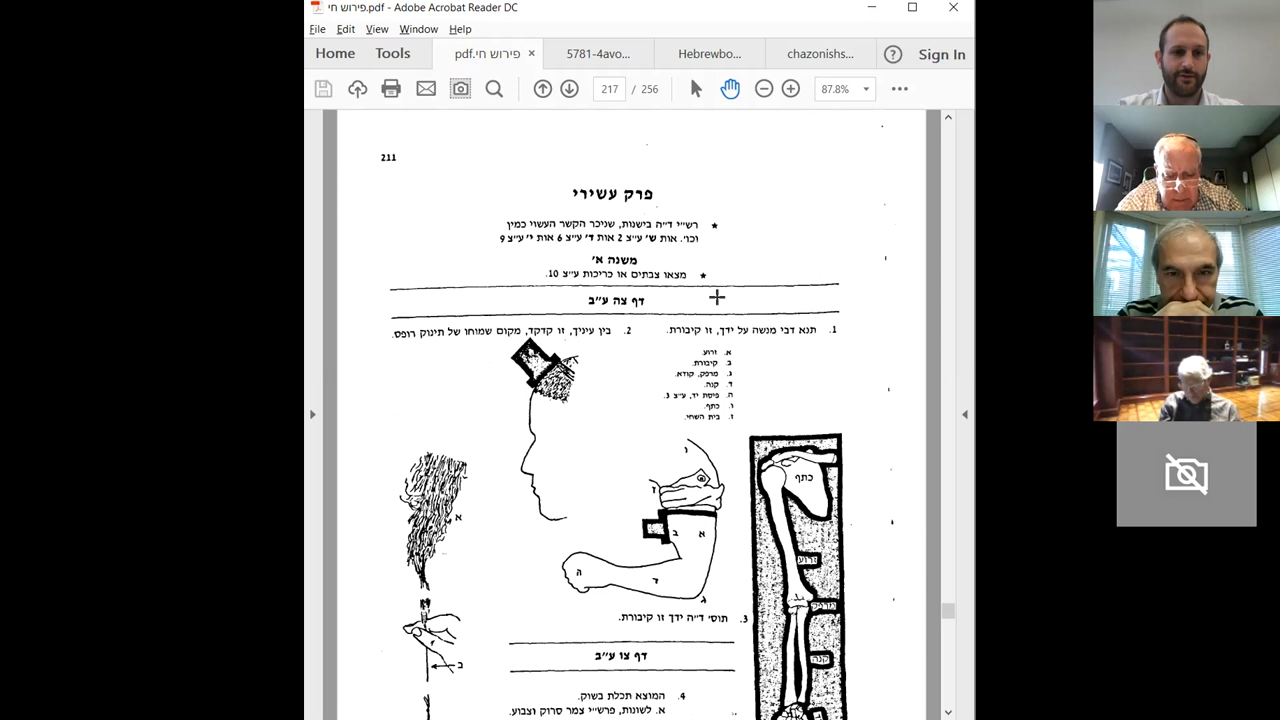 פירוש חי.pdf - Adobe Acrobat Reader DC
File Edit View Window Help
Home Tools פירוש חי.pdf × 5781-4avo... Hebrewbo... chazonishs... ? Sign In
217 / 256 87.8%
211
פרק עשירי
★ רש״י ד״ה בישנות, שניכר הקשר העשוי כמין
וכו׳. אות ש׳ ע״צ 2 אות ד׳ ע״צ 6 אות י׳ ע״צ 9
משנה א׳
★ מצאו צבתים או כריכות ע״צ 10.
דף צה ע״ב
1. תנא דבי מנשה על ידך, זו קיבורת.
2. בין עיניך, זו קדקד, מקום שמוחו של תינוק רופס.
א. זרוע.
ב. קיבורת.
ג. מרפק, קודא.
ד. קנה.
ה. פיסת יד, ע״צ 3.
ו. כתף.
ז. בית השחי.
ו
כתף
ז
א
ב
א
זרוע
ה
ד
ג
מרפק
3. תוס׳ ד״ה ידך זו קיבורת.
דף צו ע״ב
קנה
ב
4. המוצא תכלת בשוק.
א. לשונות, פרש״י צמר סרוק וצבוע.